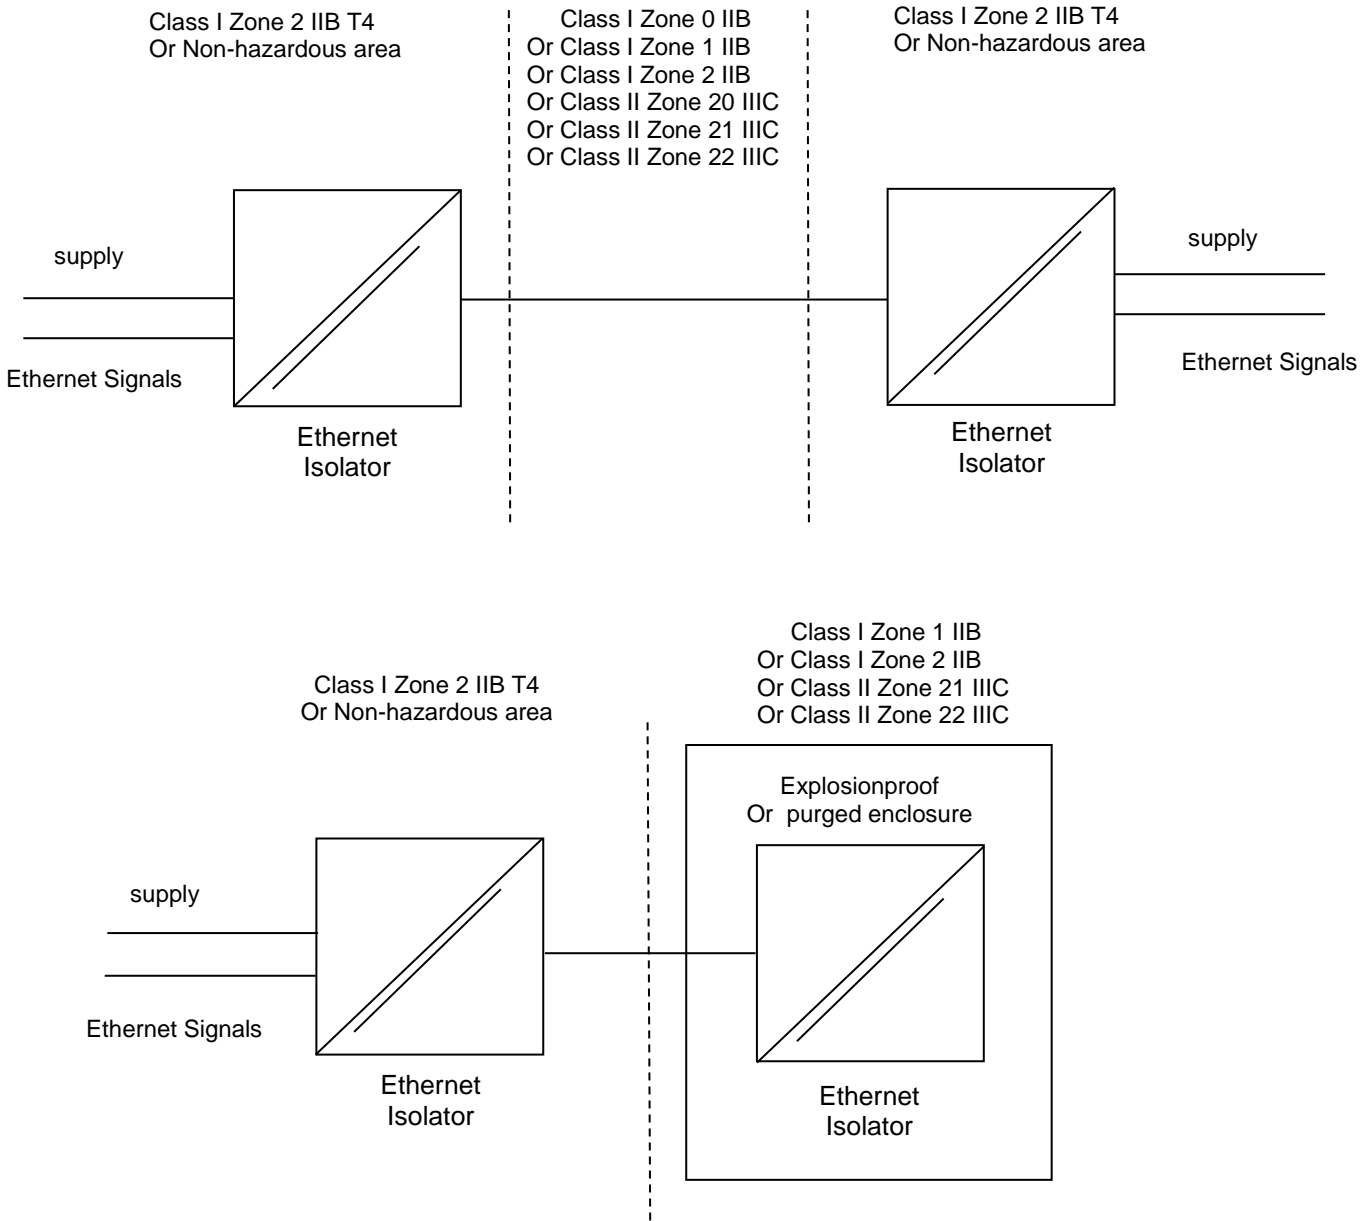 Class I Zone 2 IIB T4
Or Non-hazardous area
Class I Zone 0 IIB
Or Class I Zone 1 IIB
Or Class I Zone 2 IIB
Or Class II Zone 20 IIIC
Or Class II Zone 21 IIIC
Or Class II Zone 22 IIIC
Class I Zone 2 IIB T4
Or Non-hazardous area
supply
Ethernet Signals
Ethernet
Isolator
supply
Ethernet Signals
Ethernet
Isolator
Class I Zone 2 IIB T4
Or Non-hazardous area
Class I Zone 1 IIB
Or Class I Zone 2 IIB
Or Class II Zone 21 IIIC
Or Class II Zone 22 IIIC
supply
Ethernet Signals
Ethernet
Isolator
Explosionproof
Or purged enclosure
Ethernet
Isolator